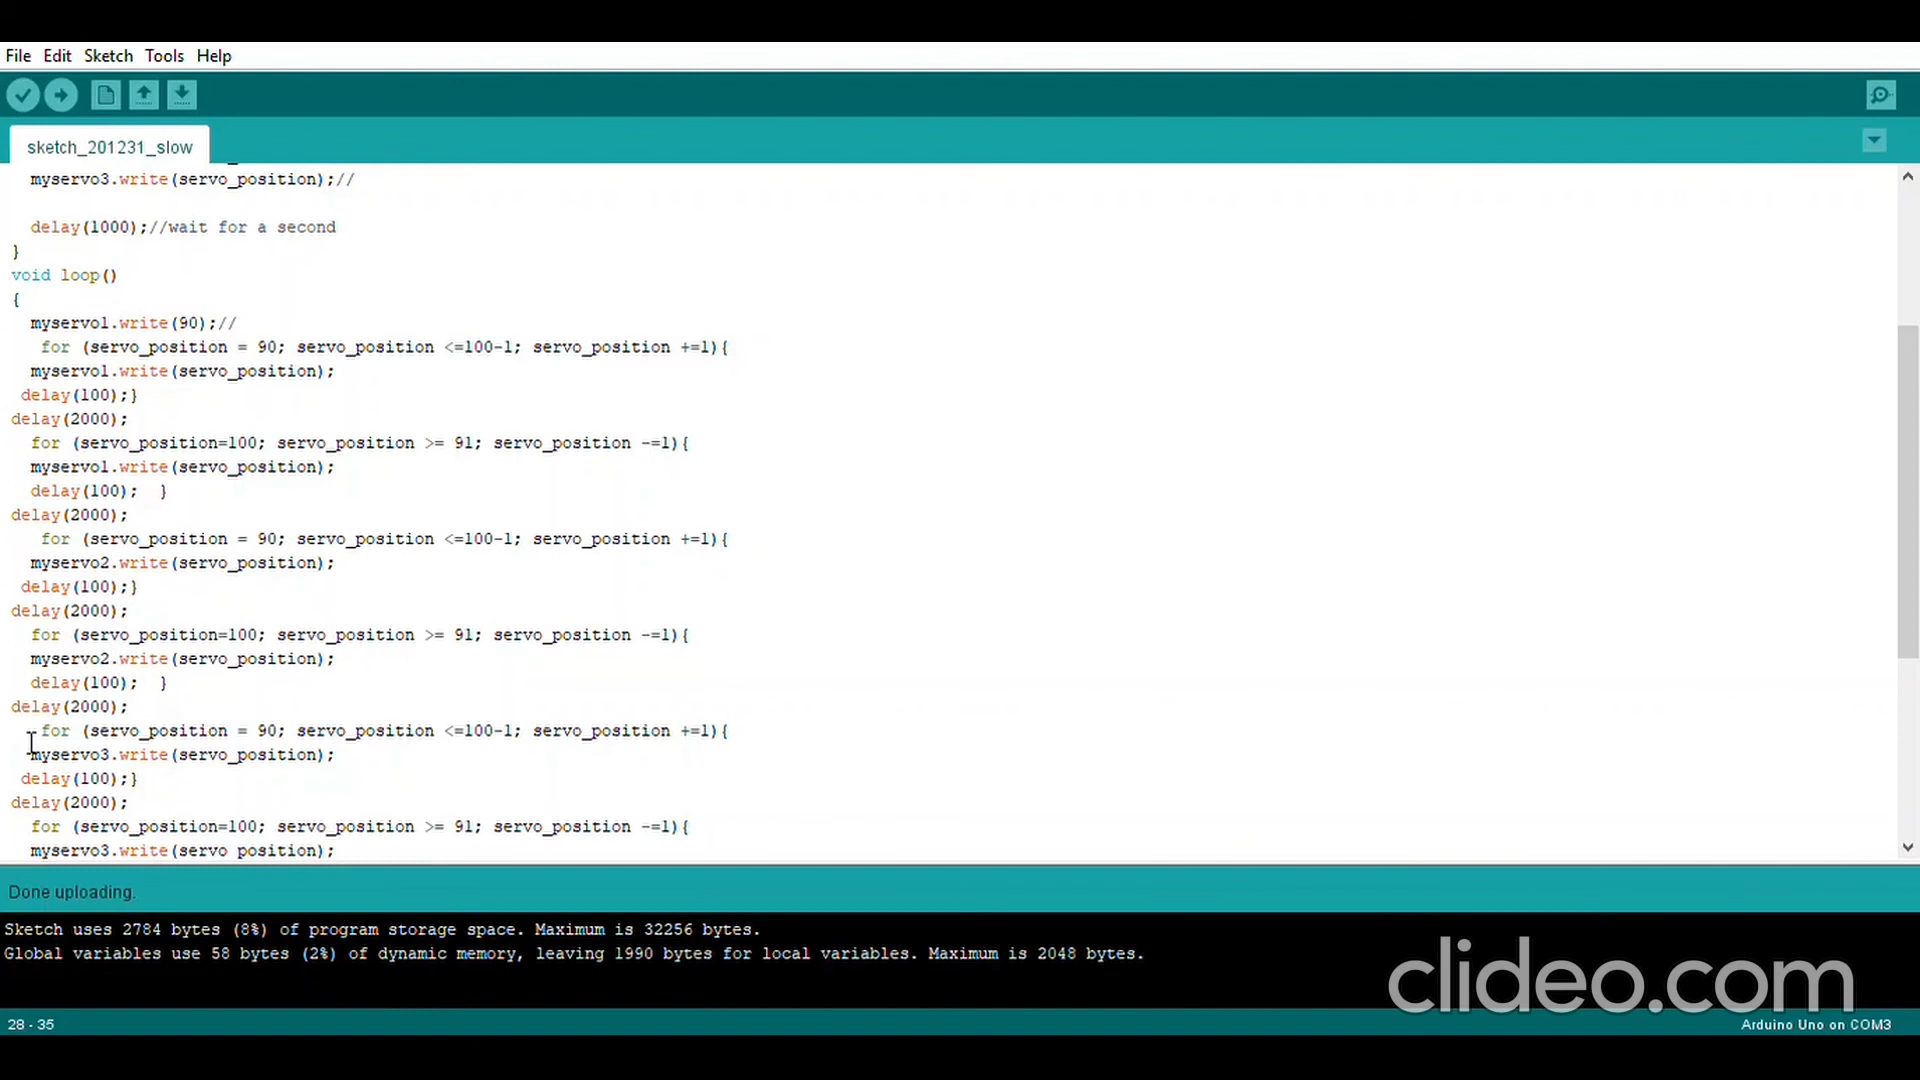 File Edit Sketch Tools Help
sketch_201231_slow
myservo3.write(servo_position);//
delay(1000);//wait for a second
}
void loop()
{
myservo1.write(90);//
for (servo_position = 90; servo_position <=100-1; servo_position +=1){
myservo1.write(servo_position);
delay(100);}
delay(2000);
for (servo_position=100; servo_position >= 91; servo_position -=1){
myservo1.write(servo_position);
delay(100);  }
delay(2000);
for (servo_position = 90; servo_position <=100-1; servo_position +=1){
myservo2.write(servo_position);
delay(100);}
delay(2000);
for (servo_position=100; servo_position >= 91; servo_position -=1){
myservo2.write(servo_position);
delay(100);  }
delay(2000);
for (servo_position = 90; servo_position <=100-1; servo_position +=1){
myservo3.write(servo_position);
delay(100);}
delay(2000);
for (servo_position=100; servo_position >= 91; servo_position -=1){
myservo3.write(servo position);
Done uploading.
Sketch uses 2784 bytes (8%) of program storage space. Maximum is 32256 bytes.
Global variables use 58 bytes (2%) of dynamic memory, leaving 1990 bytes for local variables. Maximum is 2048 bytes.
clideo.com
28 - 35
Arduino Uno on COM3